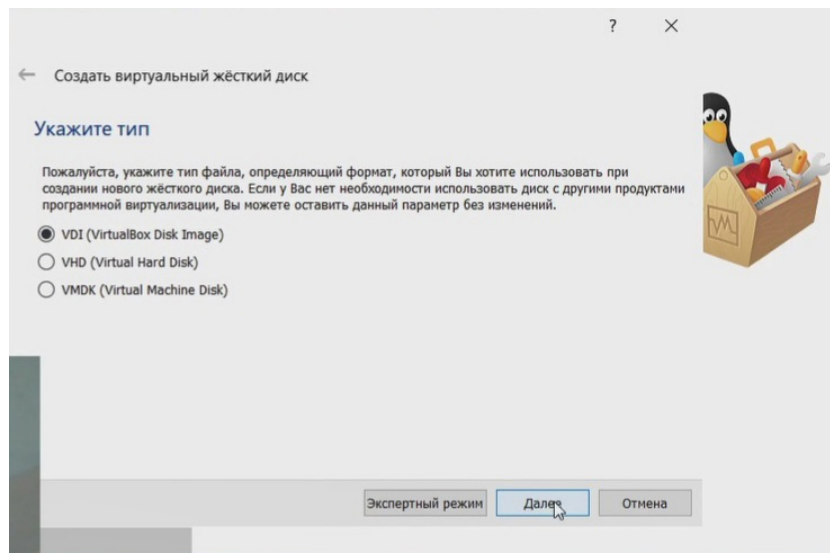 ? ×
← Создать виртуальный жёсткий диск
Укажите тип
Пожалуйста, укажите тип файла, определяющий формат, который Вы хотите использовать при
создании нового жёсткого диска. Если у Вас нет необходимости использовать диск с другими продуктами
программной виртуализации, Вы можете оставить данный параметр без изменений.
VDI (VirtualBox Disk Image)
VHD (Virtual Hard Disk)
VMDK (Virtual Machine Disk)
Экспертный режим Далее Отмена